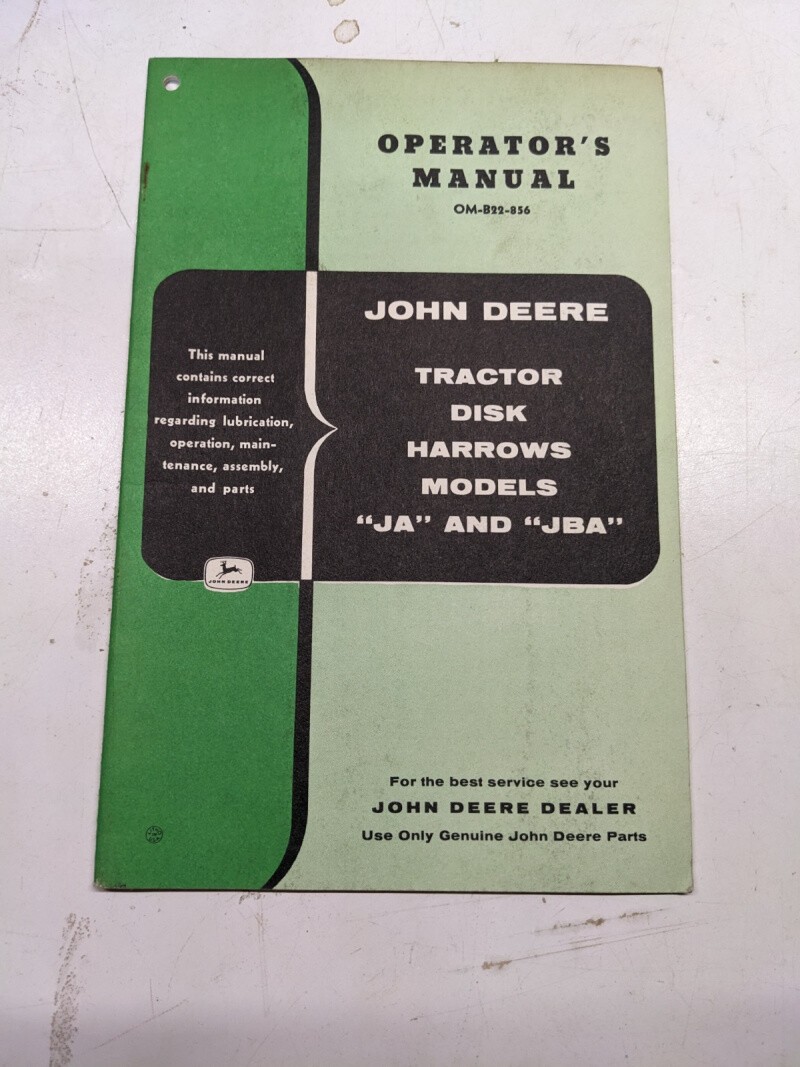 OPERATOR'S
MANUAL
OM-B22-856
JOHN DEERE
TRACTOR
DISK
HARROWS
MODELS
“JA” AND “JBA”
This manual
contains correct
information
regarding lubrication,
operation, main-
tenance, assembly,
and parts
JOHN DEERE
For the best service see your
JOHN DEERE DEALER
Use Only Genuine John Deere Parts